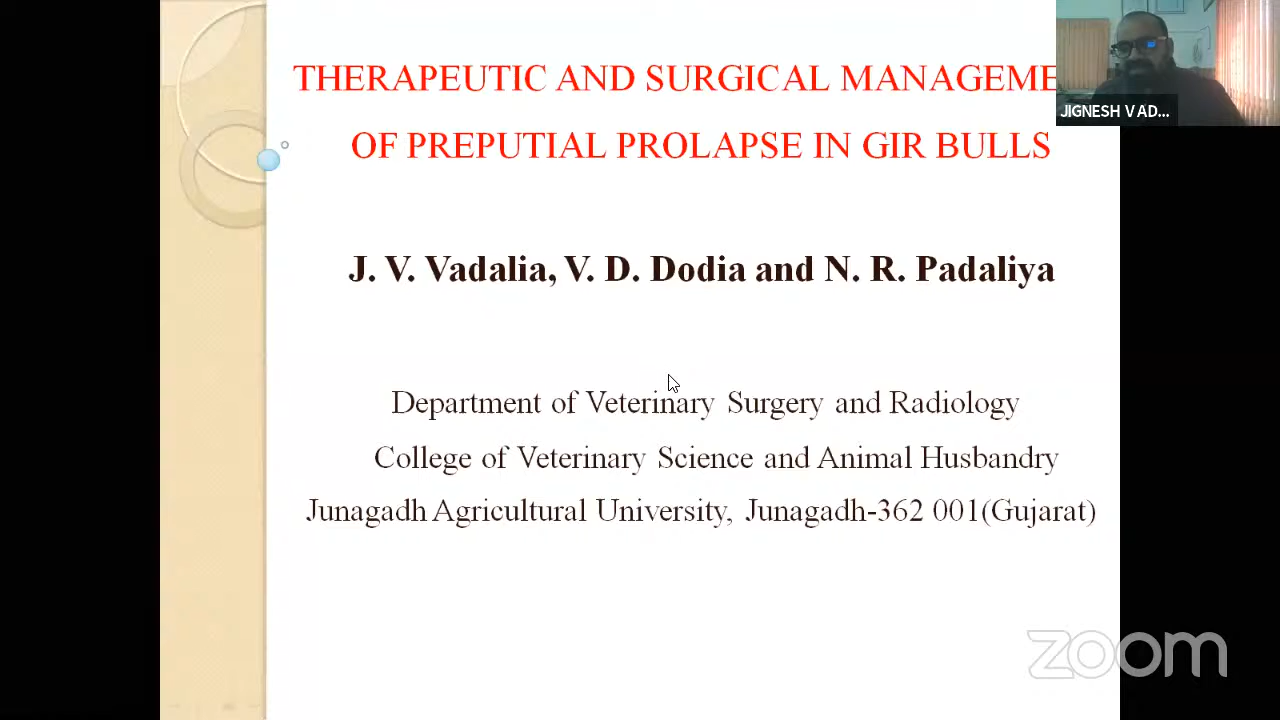 THERAPEUTIC AND SURGICAL MANAGEME
JIGNESH V AD...
OF PREPUTIAL PROLAPSE IN GIR BULLS
J. V. Vadalia, V. D. Dodia and N. R. Padaliya
Department of Veterinary Surgery and Radiology
College of Veterinary Science and Animal Husbandry
Junagadh Agricultural University, Junagadh-362 001(Gujarat)
zoom